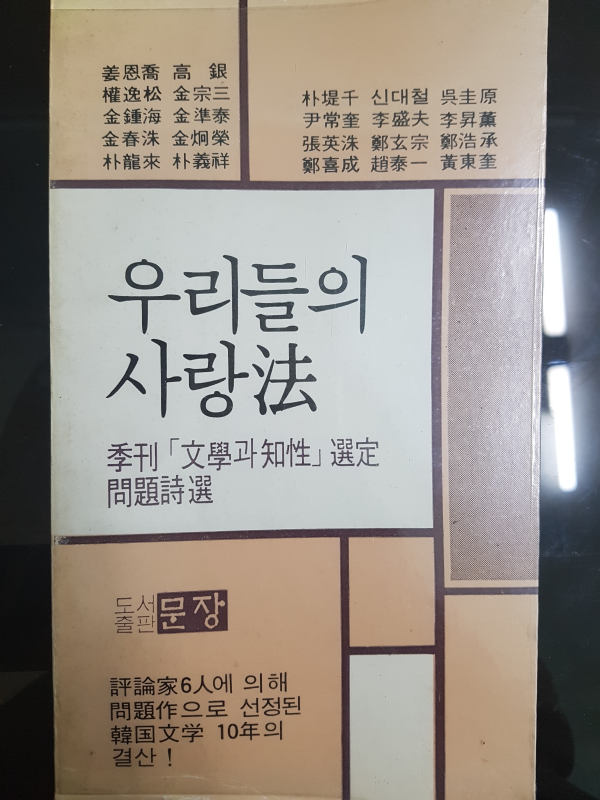 姜恩喬 高銀
權逸松 金宗三
金鍾海 金準泰
金春洙 金炯榮
朴龍來 朴義祥
朴堤千 신대철 吳圭原
尹常奎 李盛夫 李昇薰
張英洙 鄭玄宗 鄭浩承
鄭喜成 趙泰一 黃東奎
우리들의
사랑法
季刊「文學과知性」選定
問題詩選
도서
출판 문장
評論家6人에 의해
問題作으로 선정된
韓国文学 10年의
결산!